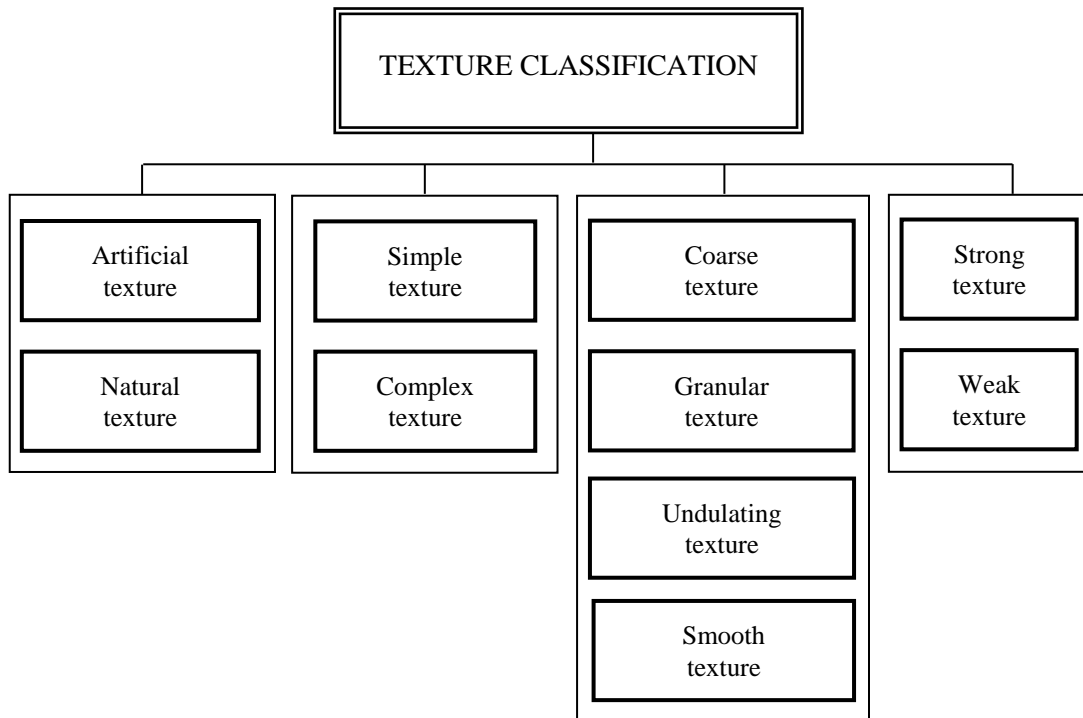 TEXTURE CLASSIFICATION
Artificial
texture
Natural
texture
Simple
texture
Complex
texture
Coarse
texture
Granular
texture
Undulating
texture
Smooth
texture
Strong
texture
Weak
texture